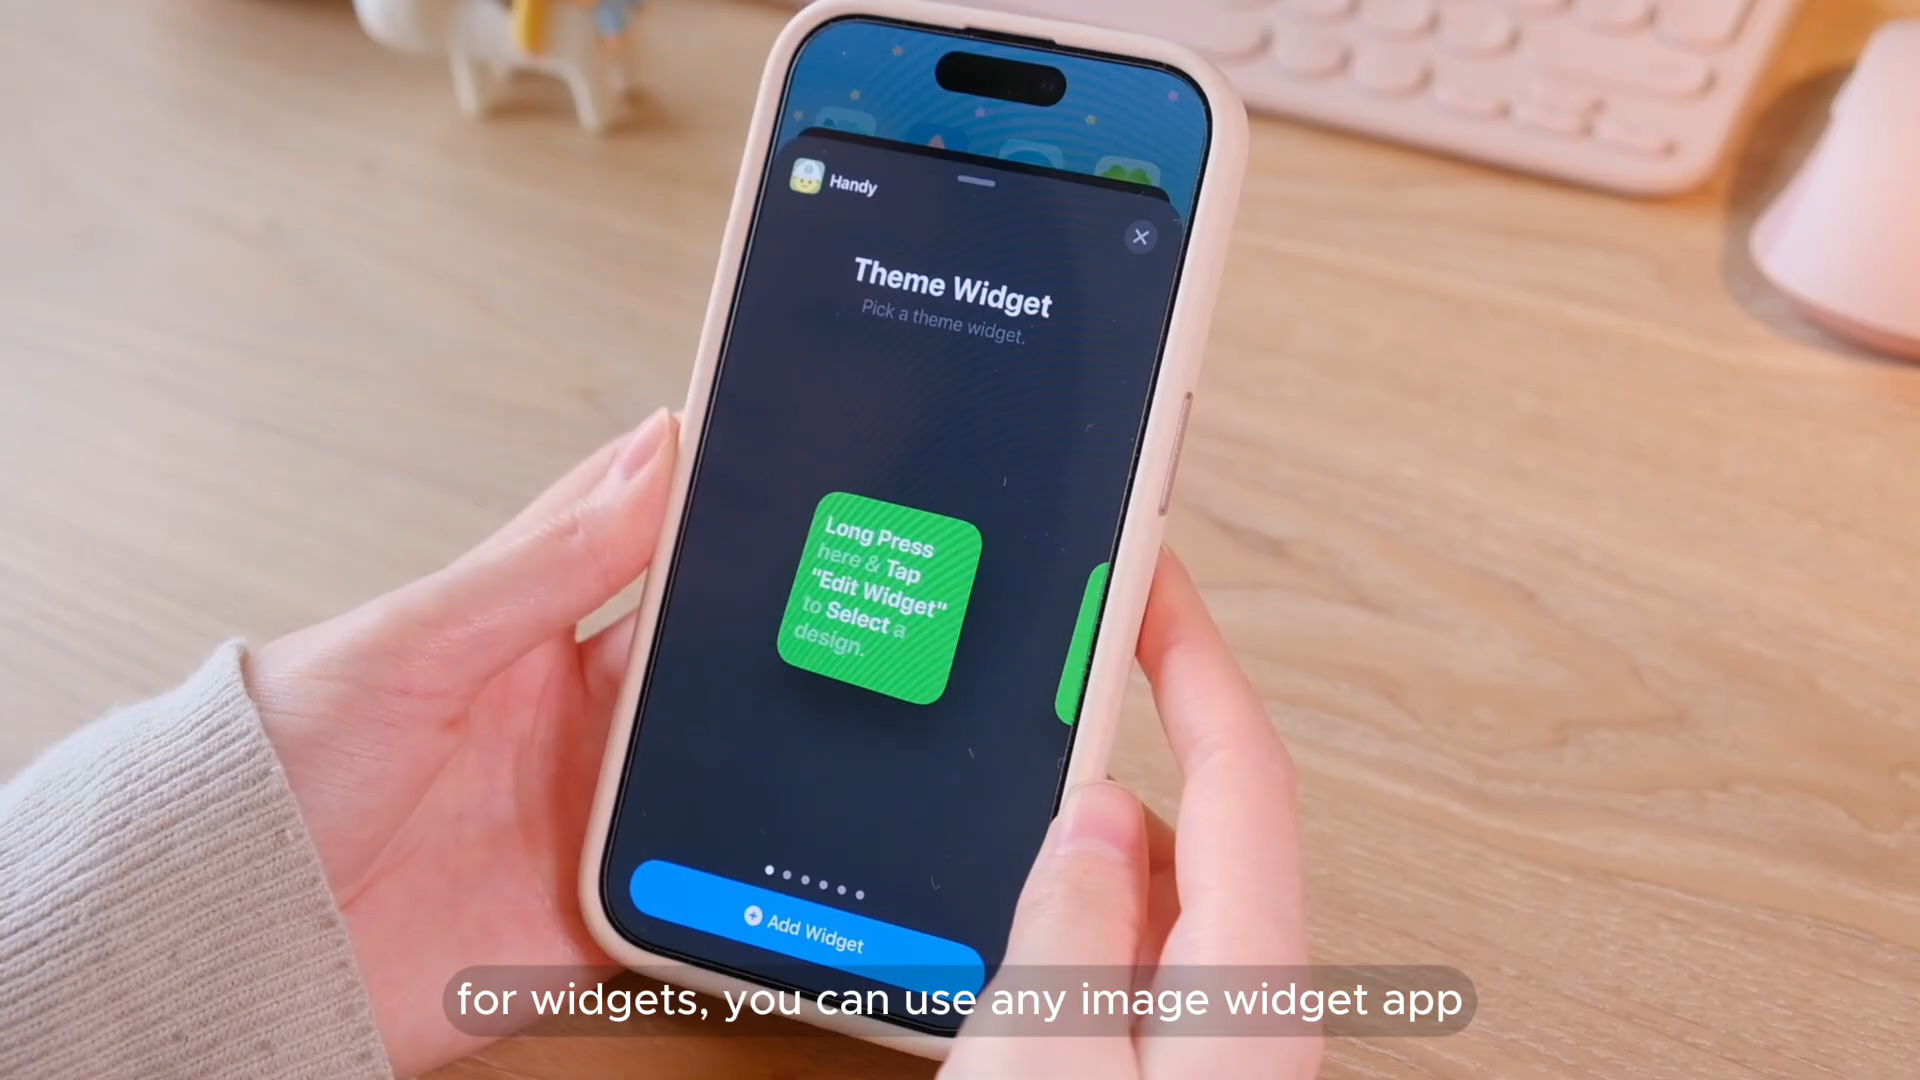 Handy
Theme Widget
Pick a theme widget.
Long Press
here & Tap
"Edit Widget"
to Select a
design.
Add Widget
for widgets, you can use any image widget app